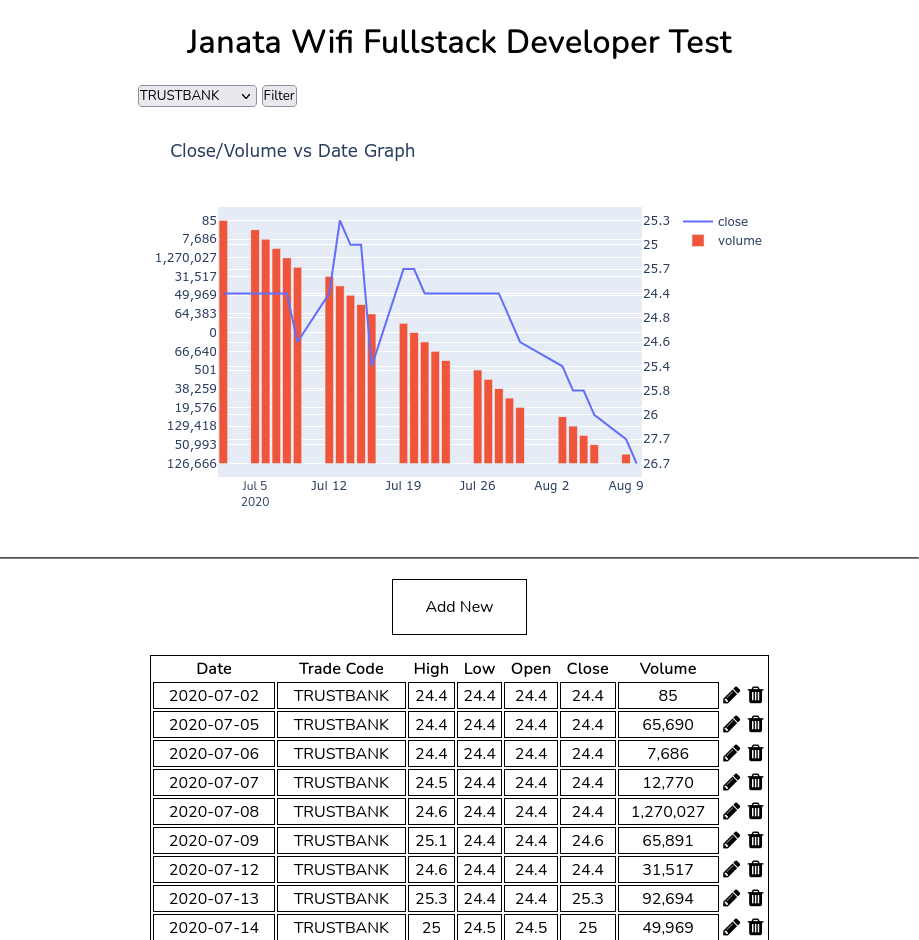 Janata Wifi Fullstack Developer Test
TRUSTBANK Filter
Close/Volume vs Date Graph
85
7,686
1,270,027
31,517
49,969
64,383
0
66,640
501
38,259
19,576
129,418
50,993
126,666
25.3
25
25.7
24.4
24.8
24.6
25.4
25.8
26
27.7
26.7
close
volume
Jul 5 Jul 12 Jul 19 Jul 26 Aug 2 Aug 9
2020
Add New
Date Trade Code High Low Open Close Volume
2020-07-02 TRUSTBANK 24.4 24.4 24.4 24.4 85
2020-07-05 TRUSTBANK 24.4 24.4 24.4 24.4 65,690
2020-07-06 TRUSTBANK 24.4 24.4 24.4 24.4 7,686
2020-07-07 TRUSTBANK 24.5 24.4 24.4 24.4 12,770
2020-07-08 TRUSTBANK 24.6 24.4 24.4 24.4 1,270,027
2020-07-09 TRUSTBANK 25.1 24.4 24.4 24.6 65,891
2020-07-12 TRUSTBANK 24.6 24.4 24.4 24.4 31,517
2020-07-13 TRUSTBANK 25.3 24.4 24.4 25.3 92,694
2020-07-14 TRUSTBANK 25 24.5 24.5 25 49,969